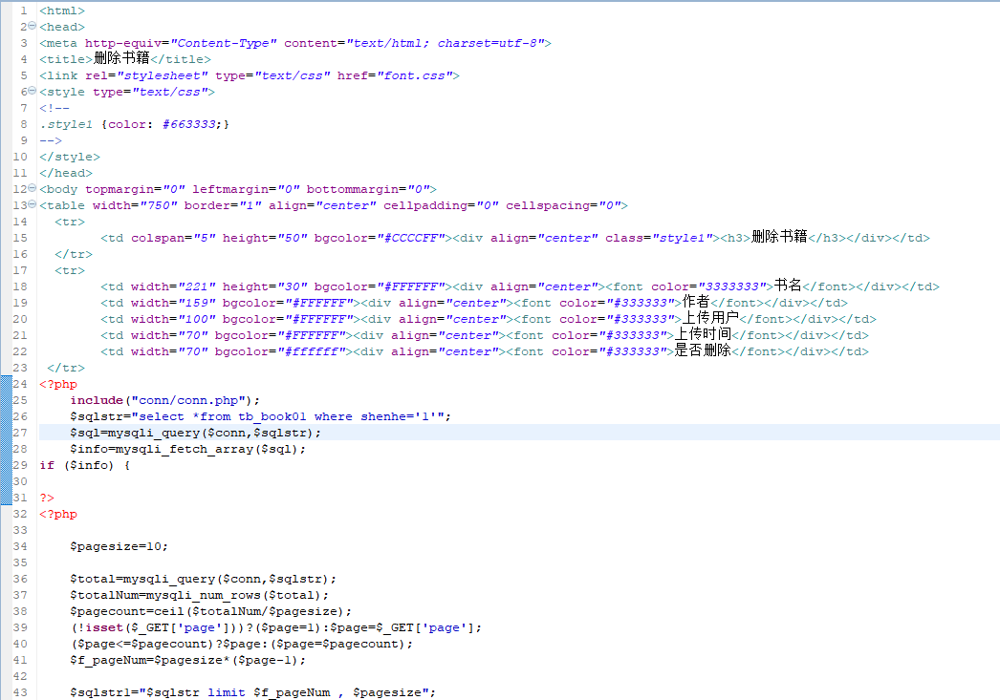 1 <html>
2 <head>
3 <meta http-equiv="Content-Type" content="text/html; charset=utf-8">
4 <title>删除书籍</title>
5 <link rel="stylesheet" type="text/css" href="font.css">
6 <style type="text/css">
7 <!--
8 .style1 {color: #663333;}
9 -->
10 </style>
11 </head>
12 <body topmargin="0" leftmargin="0" bottommargin="0">
13 <table width="750" border="1" align="center" cellpadding="0" cellspacing="0">
14 <tr>
15 <td colspan="5" height="50" bgcolor="#CCCCFF"><div align="center" class="style1"><h3>删除书籍</h3></div></td>
16 </tr>
17 <tr>
18 <td width="221" height="30" bgcolor="#FFFFFF"><div align="center"><font color="3333333">书名</font></div></td>
19 <td width="159" bgcolor="#FFFFFF"><div align="center"><font color="#333333">作者</font></div></td>
20 <td width="100" bgcolor="#FFFFFF"><div align="center"><font color="#333333">上传用户</font></div></td>
21 <td width="70" bgcolor="#FFFFFF"><div align="center"><font color="#333333">上传时间</font></div></td>
22 <td width="70" bgcolor="#ffffff"><div align="center"><font color="#333333">是否删除</font></div></td>
23 </tr>
24 <?php
25 include("conn/conn.php");
26 $sqlstr="select *from tb_book01 where shenhe='1'";
27 $sql=mysqli_query($conn,$sqlstr);
28 $info=mysqli_fetch_array($sql);
29 if ($info) {
30
31 ?>
32 <?php
33
34 $pagesize=10;
35
36 $total=mysqli_query($conn,$sqlstr);
37 $totalNum=mysqli_num_rows($total);
38 $pagecount=ceil($totalNum/$pagesize);
39 (!isset($_GET['page']))?($page=1):$page=$_GET['page'];
40 ($page<=$pagecount)?$page:($page=$pagecount);
41 $f_pageNum=$pagesize*($page-1);
42
43 $sqlstr1="$sqlstr limit $f_pageNum , $pagesize";